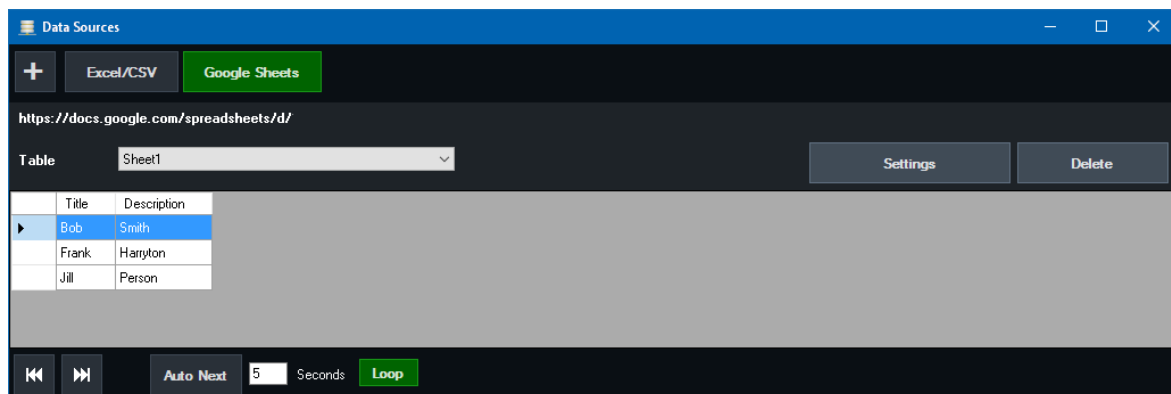 Data Sources
+ Excel/CSV Google Sheets
https://docs.google.com/spreadsheets/d/
Table Sheet1 Settings Delete
Title Description
Bob Smith
Frank Harryton
Jill Person
Auto Next 5 Seconds Loop